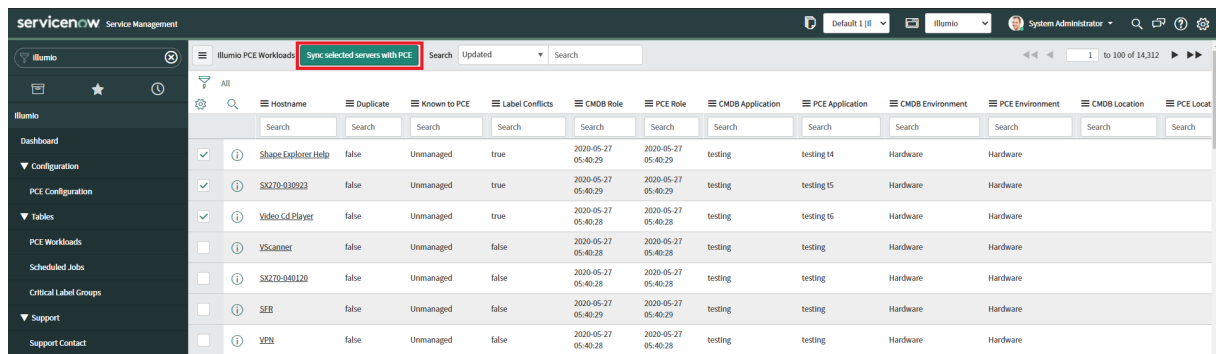 servicenow Service Management
Default 1 [Il
Illumio
System Administrator
Illumio
Illumio PCE Workloads
Sync selected servers with PCE
Search
Updated
Search
1 to 100 of 14,312
All
Hostname Duplicate Known to PCE Label Conflicts CMDB Role PCE Role CMDB Application PCE Application CMDB Environment PCE Environment CMDB Location PCE Locat
Search Search Search Search Search Search Search Search Search Search Search Search
Illumio
Dashboard
Configuration
PCE Configuration
Tables
PCE Workloads
Scheduled Jobs
Critical Label Groups
Support
Support Contact
Shape Explorer Help false Unmanaged true 2020-05-27 05:40:29 2020-05-27 05:40:29 testing testing t4 Hardware Hardware
SX270-030923 false Unmanaged true 2020-05-27 05:40:29 2020-05-27 05:40:29 testing testing t5 Hardware Hardware
Video Cd Player false Unmanaged true 2020-05-27 05:40:28 2020-05-27 05:40:28 testing testing t6 Hardware Hardware
VScanner false Unmanaged false 2020-05-27 05:40:28 2020-05-27 05:40:28 testing testing Hardware Hardware
SX270-040120 false Unmanaged false 2020-05-27 05:40:28 2020-05-27 05:40:28 testing testing Hardware Hardware
SFR false Unmanaged false 2020-05-27 05:40:29 2020-05-27 05:40:29 testing testing Hardware Hardware
VPN false Unmanaged false 2020-05-27 05:40:28 2020-05-27 05:40:28 testing testing Hardware Hardware